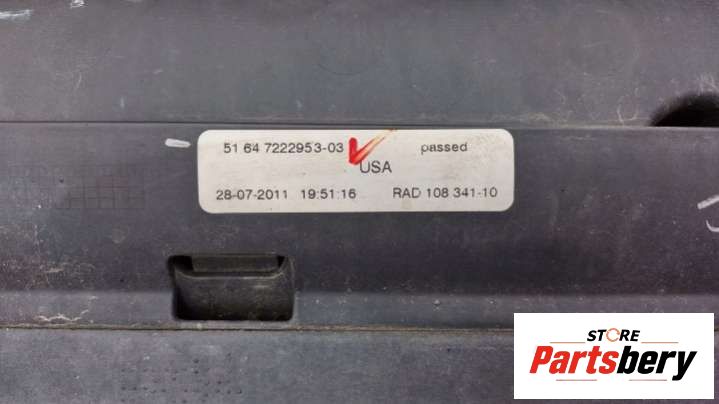 51 64 7222953-03 passed
USA
28-07-2011 19:51:16 RAD 108 341-10
STORE
Partsbery